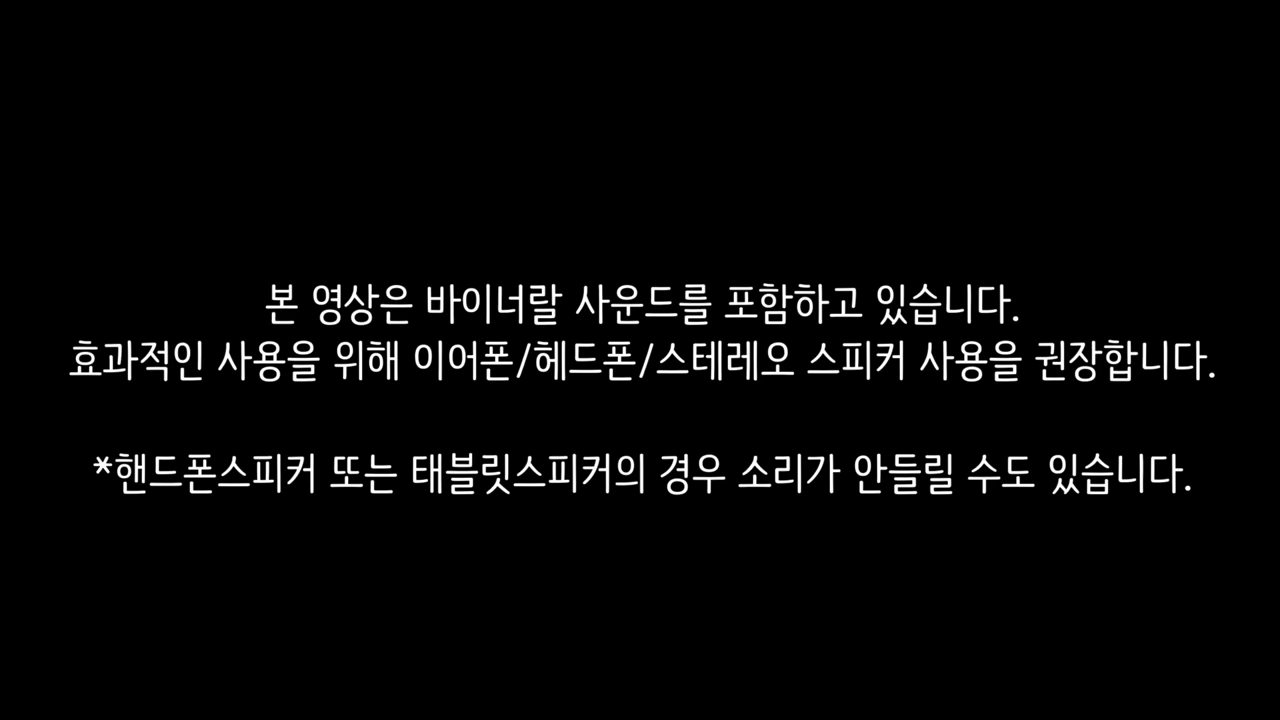 본 영상은 바이너랄 사운드를 포함하고 있습니다.
효과적인 사용을 위해 이어폰/헤드폰/스테레오 스피커 사용을 권장합니다.
*핸드폰스피커 또는 태블릿스피커의 경우 소리가 안들릴 수도 있습니다.